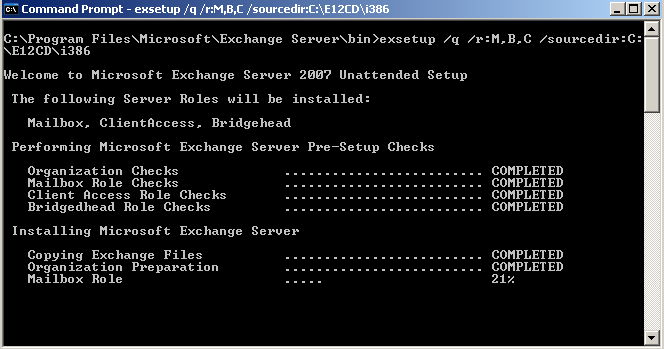 Command Prompt - exsetup /q /r:M,B,C /sourcedir:C:\E12CD\i386
C:\Program Files\Microsoft\Exchange Server\bin>exsetup /q /r:M,B,C /sourcedir:C:
\E12CD\i386
Welcome to Microsoft Exchange Server 2007 Unattended Setup
The following Server Roles will be installed:
Mailbox, ClientAccess, Bridgehead
Performing Microsoft Exchange Server Pre-Setup Checks
Organization Checks ......................... COMPLETED
Mailbox Role Checks ......................... COMPLETED
Client Access Role Checks ......................... COMPLETED
Bridgedhead Role Checks ......................... COMPLETED
Installing Microsoft Exchange Server
Copying Exchange Files ......................... COMPLETED
Organization Preparation ......................... COMPLETED
Mailbox Role ..... 21%